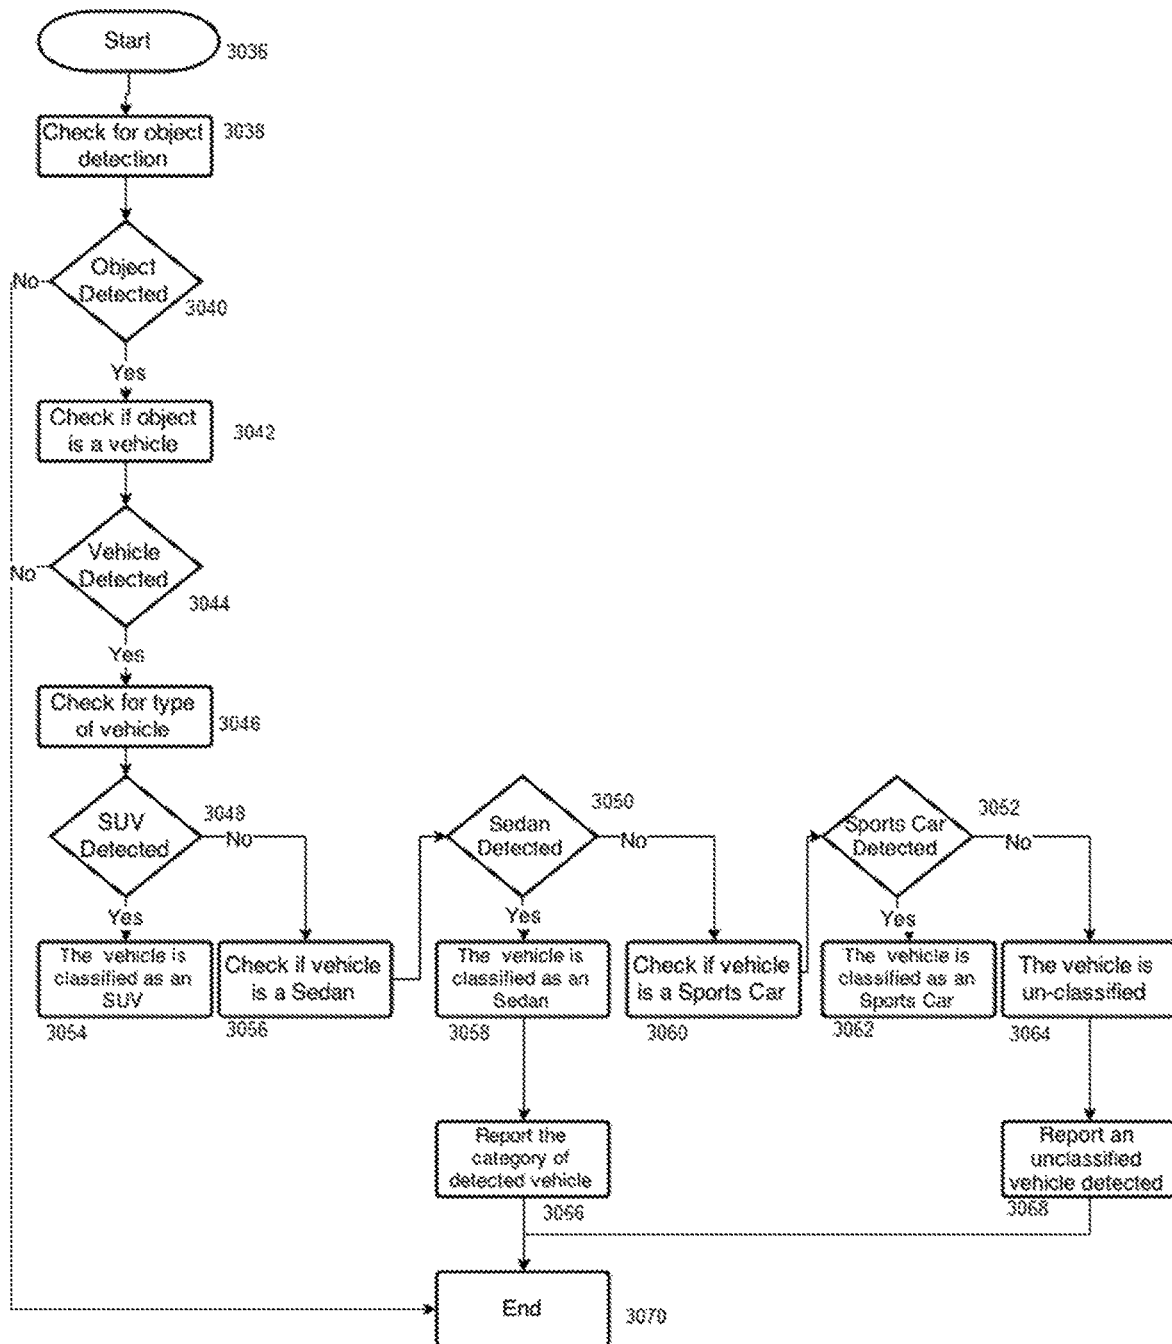 Start
3036
Check for object
detection
3038
Object
Detected
3040
No
Yes
Check if object
is a vehicle
3042
Vehicle
Detected
3044
No
Yes
Check for type
of vehicle
3046
SUV
Detected
3048
No
Yes
Sedan
Detected
3050
No
Yes
Sports Car
Detected
3052
No
Yes
The vehicle is
classified as an
SUV
3054
Check if vehicle
is a Sedan
3056
The vehicle is
classified as an
Sedan
3058
Check if vehicle
is a Sports Car
3060
The vehicle is
classified as an
Sports Car
3062
The vehicle is
un-classified
3064
Report the
category of
detected vehicle
3066
Report an
unclassified
vehicle detected
3068
End
3070